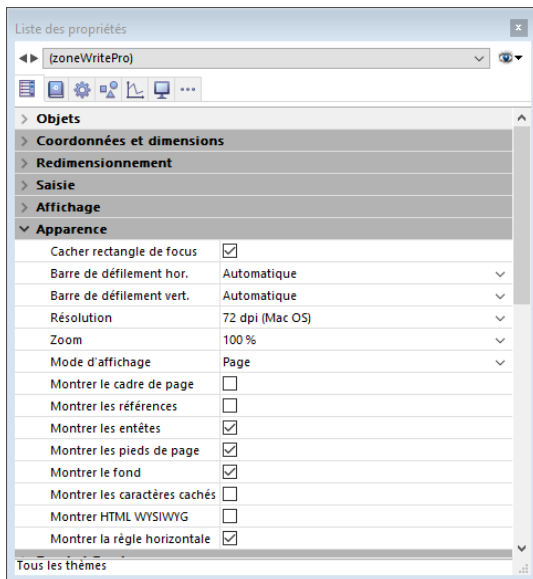 Liste des propriétés
x
(zoneWritePro)
Objets
Coordonnées et dimensions
Redimensionnement
Saisie
Affichage
Apparence
Cacher rectangle de focus
Barre de défilement hor. Automatique
Barre de défilement vert. Automatique
Résolution 72 dpi (Mac OS)
Zoom 100 %
Mode d'affichage Page
Montrer le cadre de page
Montrer les références
Montrer les entêtes
Montrer les pieds de page
Montrer le fond
Montrer les caractères cachés
Montrer HTML WYSIWYG
Montrer la règle horizontale
Tous les thèmes